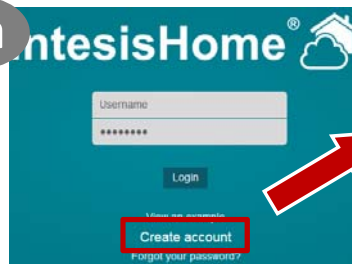 ntesisHome®
Username
••••••••
Login
View an example
Create account
Forgot your password?